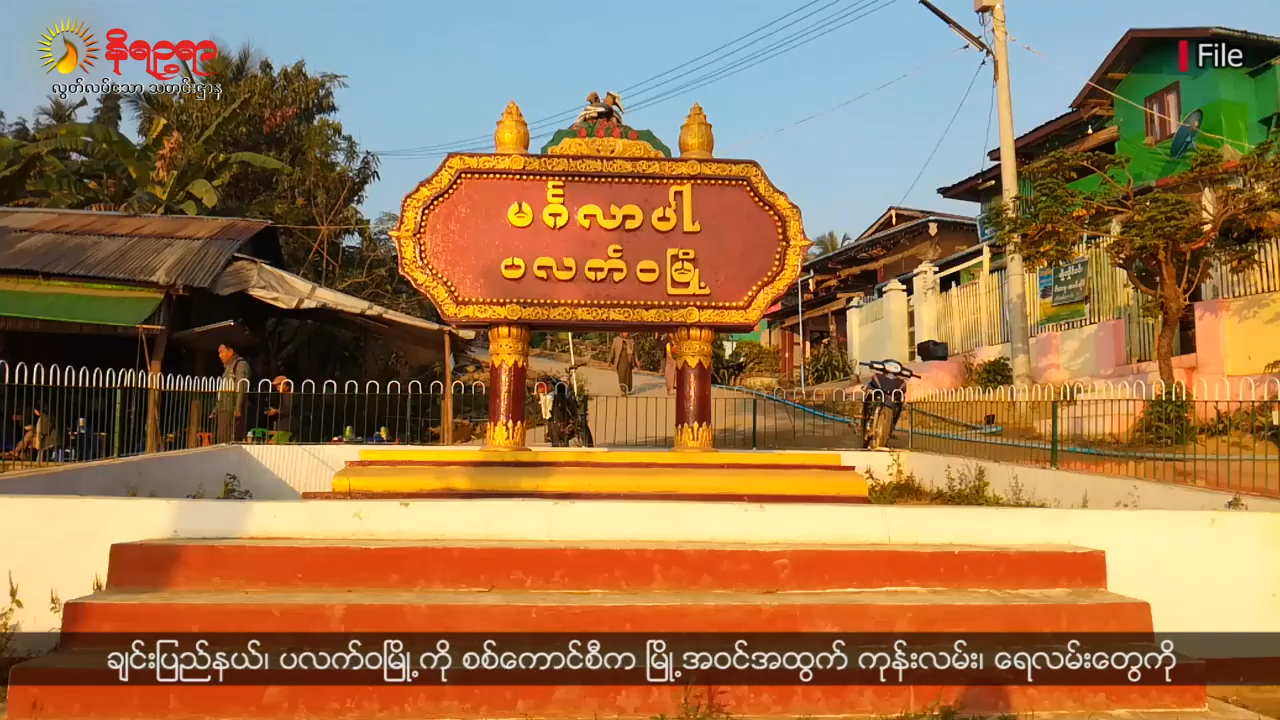 နိရဉ္စရာ
လွတ်လပ်သော သတင်းဌာန
File
မင်္ဂလာပါ
ပလက်ဝမြို့
ချင်းပြည်နယ်၊ ပလက်ဝမြို့ကို စစ်ကောင်စီက မြို့အဝင်အထွက် ကုန်းလမ်း၊ ရေလမ်းတွေကို